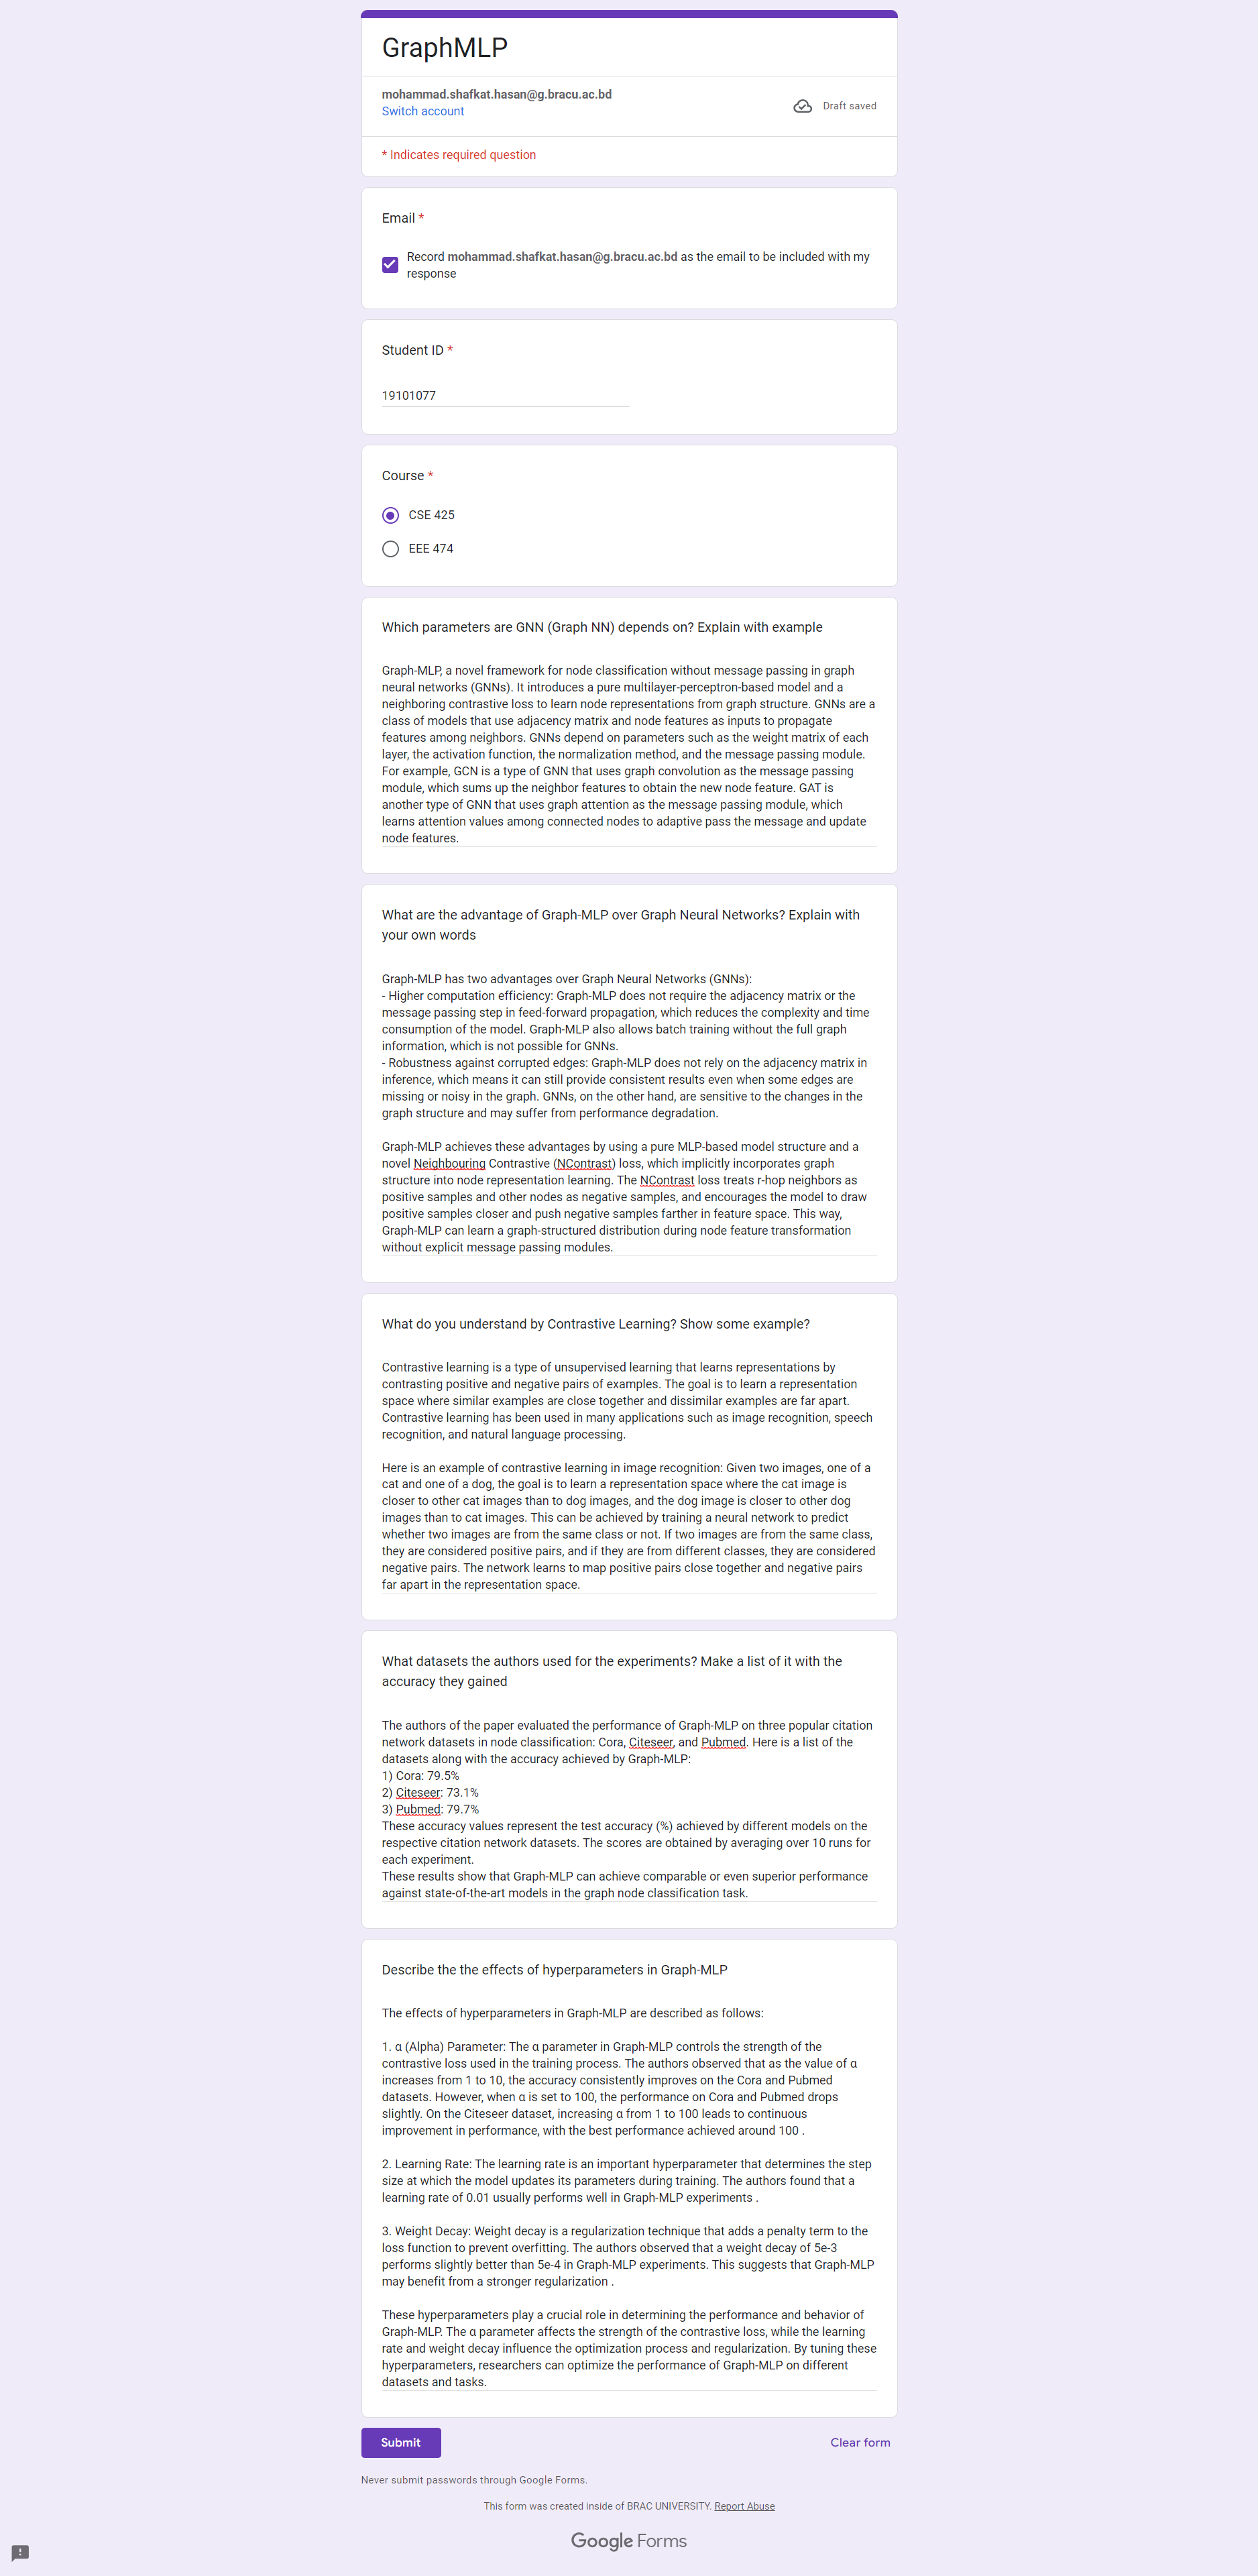 GraphMLP
mohammad.shafkat.hasan@g.bracu.ac.bd
Switch account
Draft saved
* Indicates required question
Email *
Record mohammad.shafkat.hasan@g.bracu.ac.bd as the email to be included with my
response
Student ID *
19101077
Course *
CSE 425
EEE 474
Which parameters are GNN (Graph NN) depends on? Explain with example
Graph-MLP, a novel framework for node classification without message passing in graph
neural networks (GNNs). It introduces a pure multilayer-perceptron-based model and a
neighboring contrastive loss to learn node representations from graph structure. GNNs are a
class of models that use adjacency matrix and node features as inputs to propagate
features among neighbors. GNNs depend on parameters such as the weight matrix of each
layer, the activation function, the normalization method, and the message passing module.
For example, GCN is a type of GNN that uses graph convolution as the message passing
module, which sums up the neighbor features to obtain the new node feature. GAT is
another type of GNN that uses graph attention as the message passing module, which
learns attention values among connected nodes to adaptive pass the message and update
node features.
What are the advantage of Graph-MLP over Graph Neural Networks? Explain with
your own words
Graph-MLP has two advantages over Graph Neural Networks (GNNs):
- Higher computation efficiency: Graph-MLP does not require the adjacency matrix or the
message passing step in feed-forward propagation, which reduces the complexity and time
consumption of the model. Graph-MLP also allows batch training without the full graph
information, which is not possible for GNNs.
- Robustness against corrupted edges: Graph-MLP does not rely on the adjacency matrix in
inference, which means it can still provide consistent results even when some edges are
missing or noisy in the graph. GNNs, on the other hand, are sensitive to the changes in the
graph structure and may suffer from performance degradation.
Graph-MLP achieves these advantages by using a pure MLP-based model structure and a
novel Neighbouring Contrastive (NContrast) loss, which implicitly incorporates graph
structure into node representation learning. The NContrast loss treats r-hop neighbors as
positive samples and other nodes as negative samples, and encourages the model to draw
positive samples closer and push negative samples farther in feature space. This way,
Graph-MLP can learn a graph-structured distribution during node feature transformation
without explicit message passing modules.
What do you understand by Contrastive Learning? Show some example?
Contrastive learning is a type of unsupervised learning that learns representations by
contrasting positive and negative pairs of examples. The goal is to learn a representation
space where similar examples are close together and dissimilar examples are far apart.
Contrastive learning has been used in many applications such as image recognition, speech
recognition, and natural language processing.
Here is an example of contrastive learning in image recognition: Given two images, one of a
cat and one of a dog, the goal is to learn a representation space where the cat image is
closer to other cat images than to dog images, and the dog image is closer to other dog
images than to cat images. This can be achieved by training a neural network to predict
whether two images are from the same class or not. If two images are from the same class,
they are considered positive pairs, and if they are from different classes, they are considered
negative pairs. The network learns to map positive pairs close together and negative pairs
far apart in the representation space.
What datasets the authors used for the experiments? Make a list of it with the
accuracy they gained
The authors of the paper evaluated the performance of Graph-MLP on three popular citation
network datasets in node classification: Cora, Citeseer, and Pubmed. Here is a list of the
datasets along with the accuracy achieved by Graph-MLP:
1) Cora: 79.5%
2) Citeseer: 73.1%
3) Pubmed: 79.7%
These accuracy values represent the test accuracy (%) achieved by different models on the
respective citation network datasets. The scores are obtained by averaging over 10 runs for
each experiment.
These results show that Graph-MLP can achieve comparable or even superior performance
against state-of-the-art models in the graph node classification task.
Describe the the effects of hyperparameters in Graph-MLP
The effects of hyperparameters in Graph-MLP are described as follows:
1. α (Alpha) Parameter: The α parameter in Graph-MLP controls the strength of the
contrastive loss used in the training process. The authors observed that as the value of α
increases from 1 to 10, the accuracy consistently improves on the Cora and Pubmed
datasets. However, when α is set to 100, the performance on Cora and Pubmed drops
slightly. On the Citeseer dataset, increasing α from 1 to 100 leads to continuous
improvement in performance, with the best performance achieved around 100 .
2. Learning Rate: The learning rate is an important hyperparameter that determines the step
size at which the model updates its parameters during training. The authors found that a
learning rate of 0.01 usually performs well in Graph-MLP experiments .
3. Weight Decay: Weight decay is a regularization technique that adds a penalty term to the
loss function to prevent overfitting. The authors observed that a weight decay of 5e-3
performs slightly better than 5e-4 in Graph-MLP experiments. This suggests that Graph-MLP
may benefit from a stronger regularization .
These hyperparameters play a crucial role in determining the performance and behavior of
Graph-MLP. The α parameter affects the strength of the contrastive loss, while the learning
rate and weight decay influence the optimization process and regularization. By tuning these
hyperparameters, researchers can optimize the performance of Graph-MLP on different
datasets and tasks.
Submit
Clear form
Never submit passwords through Google Forms.
This form was created inside of BRAC UNIVERSITY. Report Abuse
Google Forms